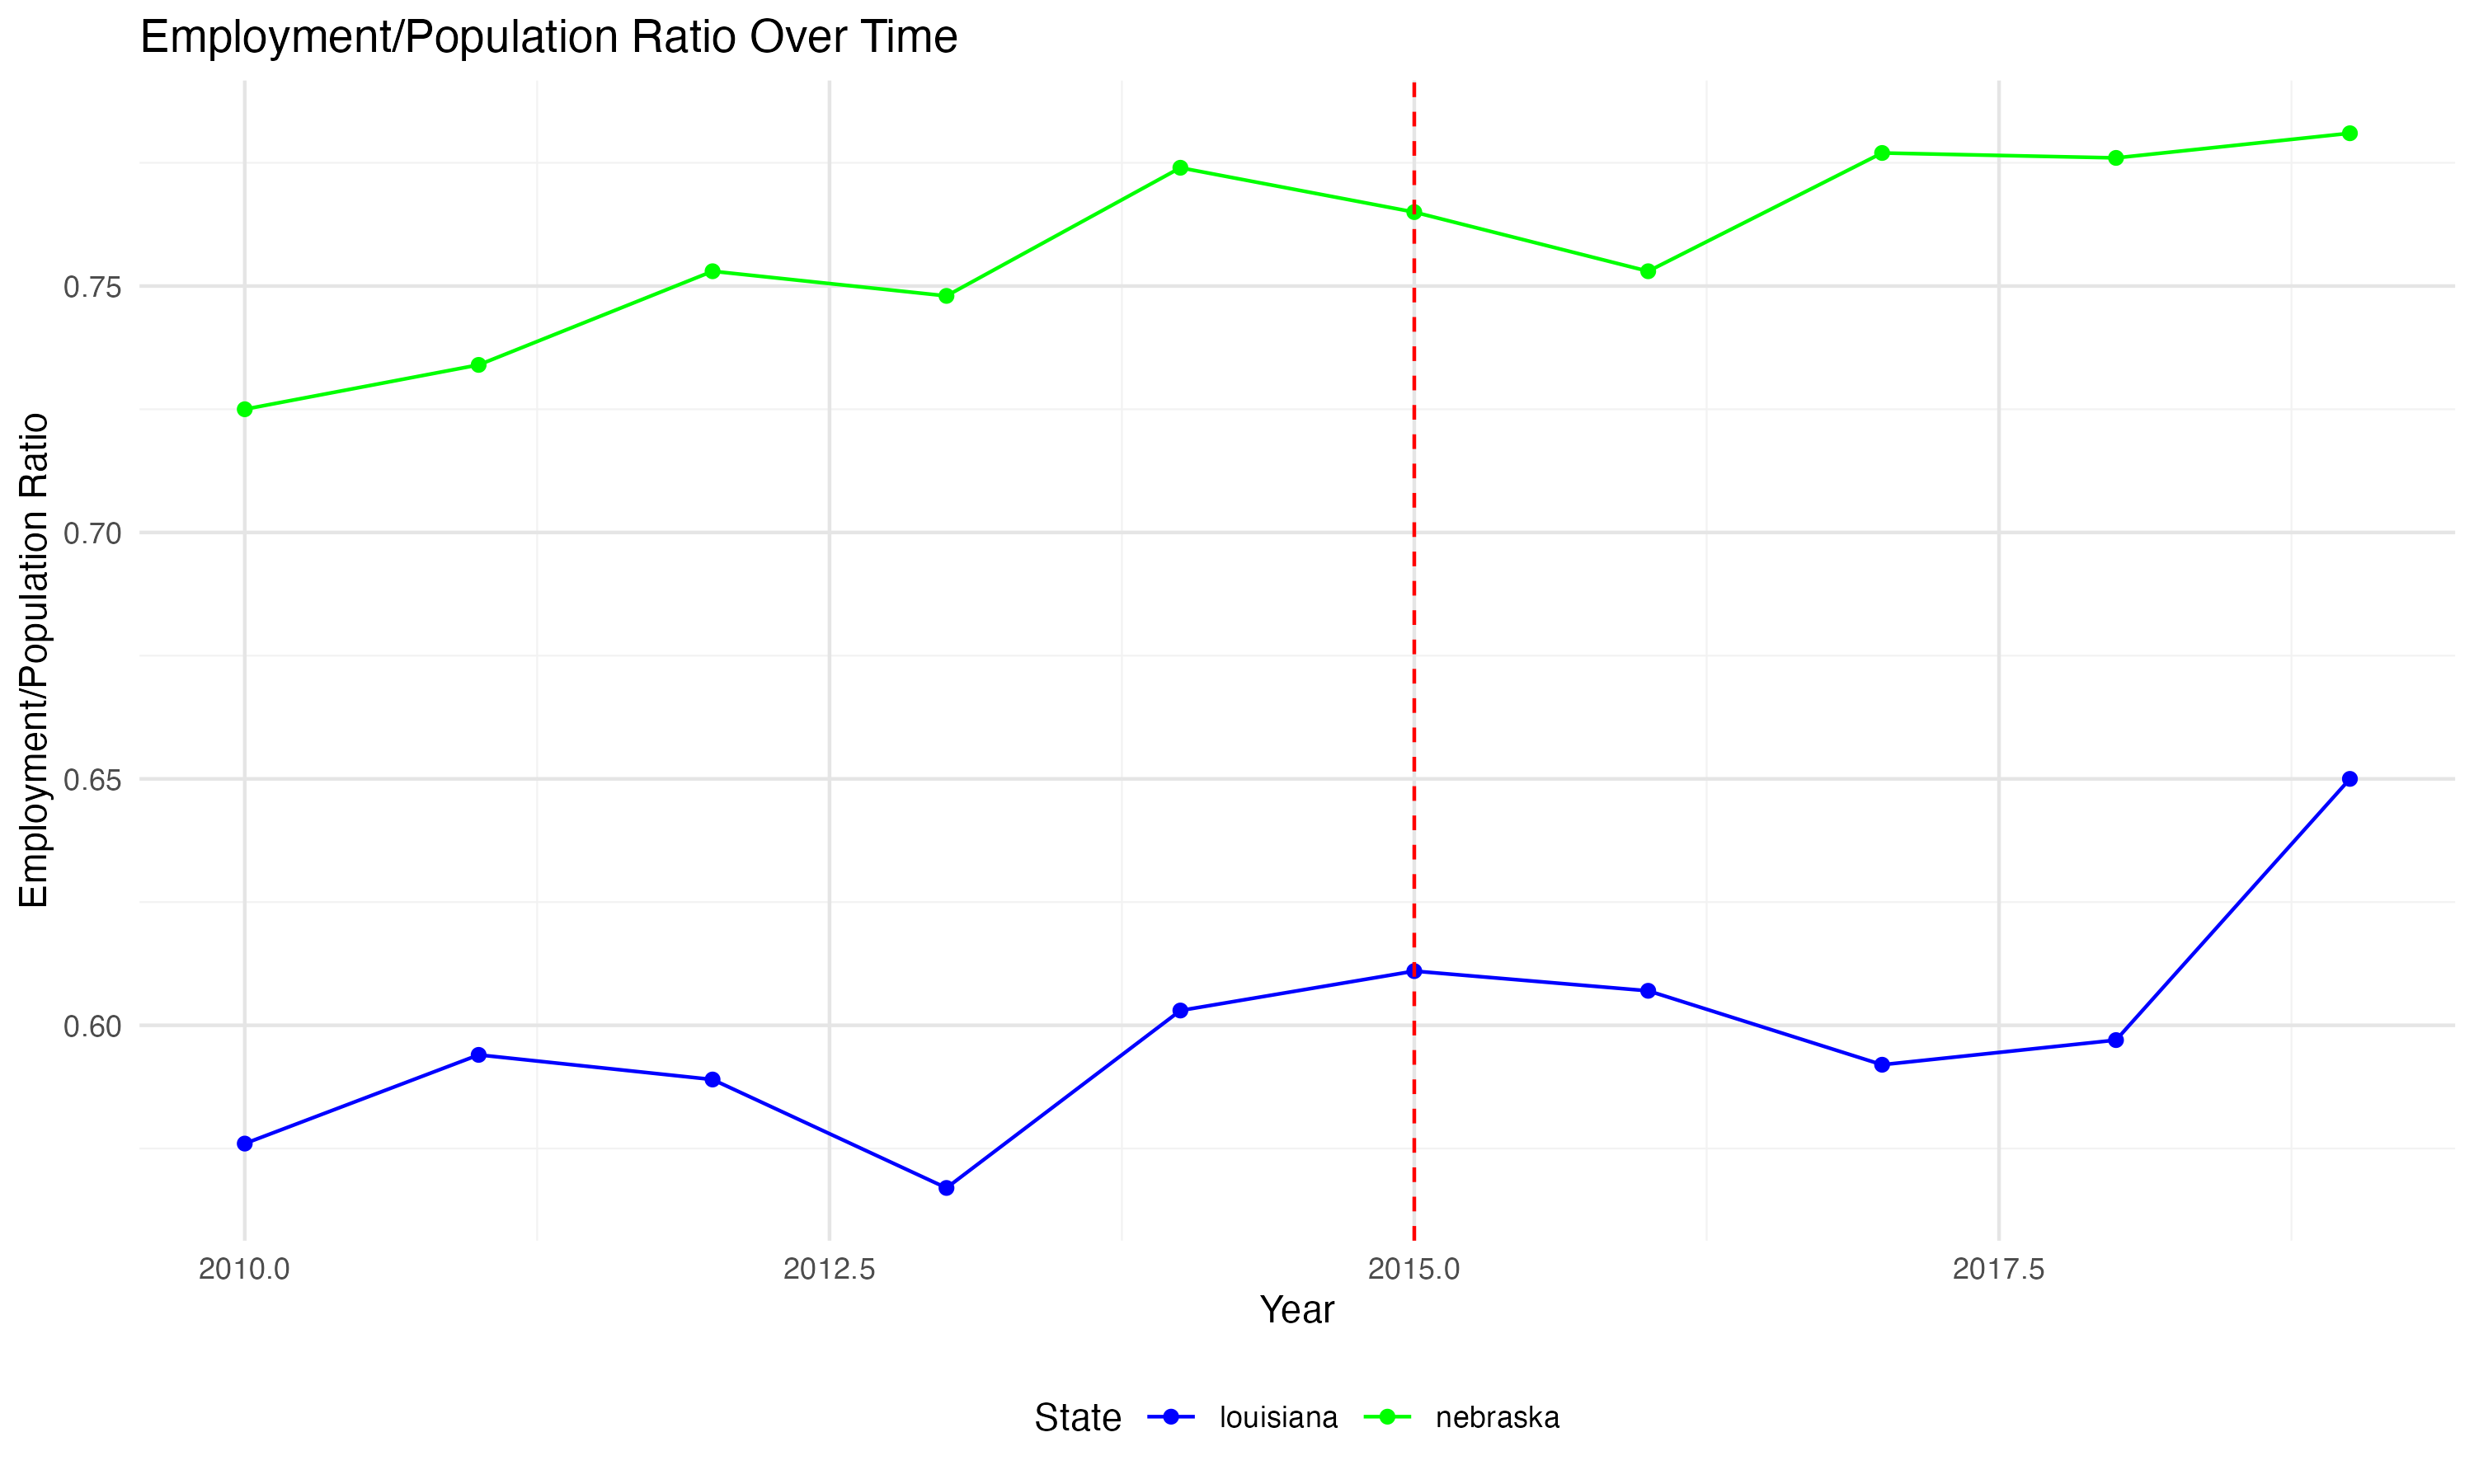 Employment/Population Ratio Over Time
Employment/Population Ratio
0.75
0.70
0.65
0.60
2010.0 2012.5 2015.0 2017.5
Year
State louisiana nebraska